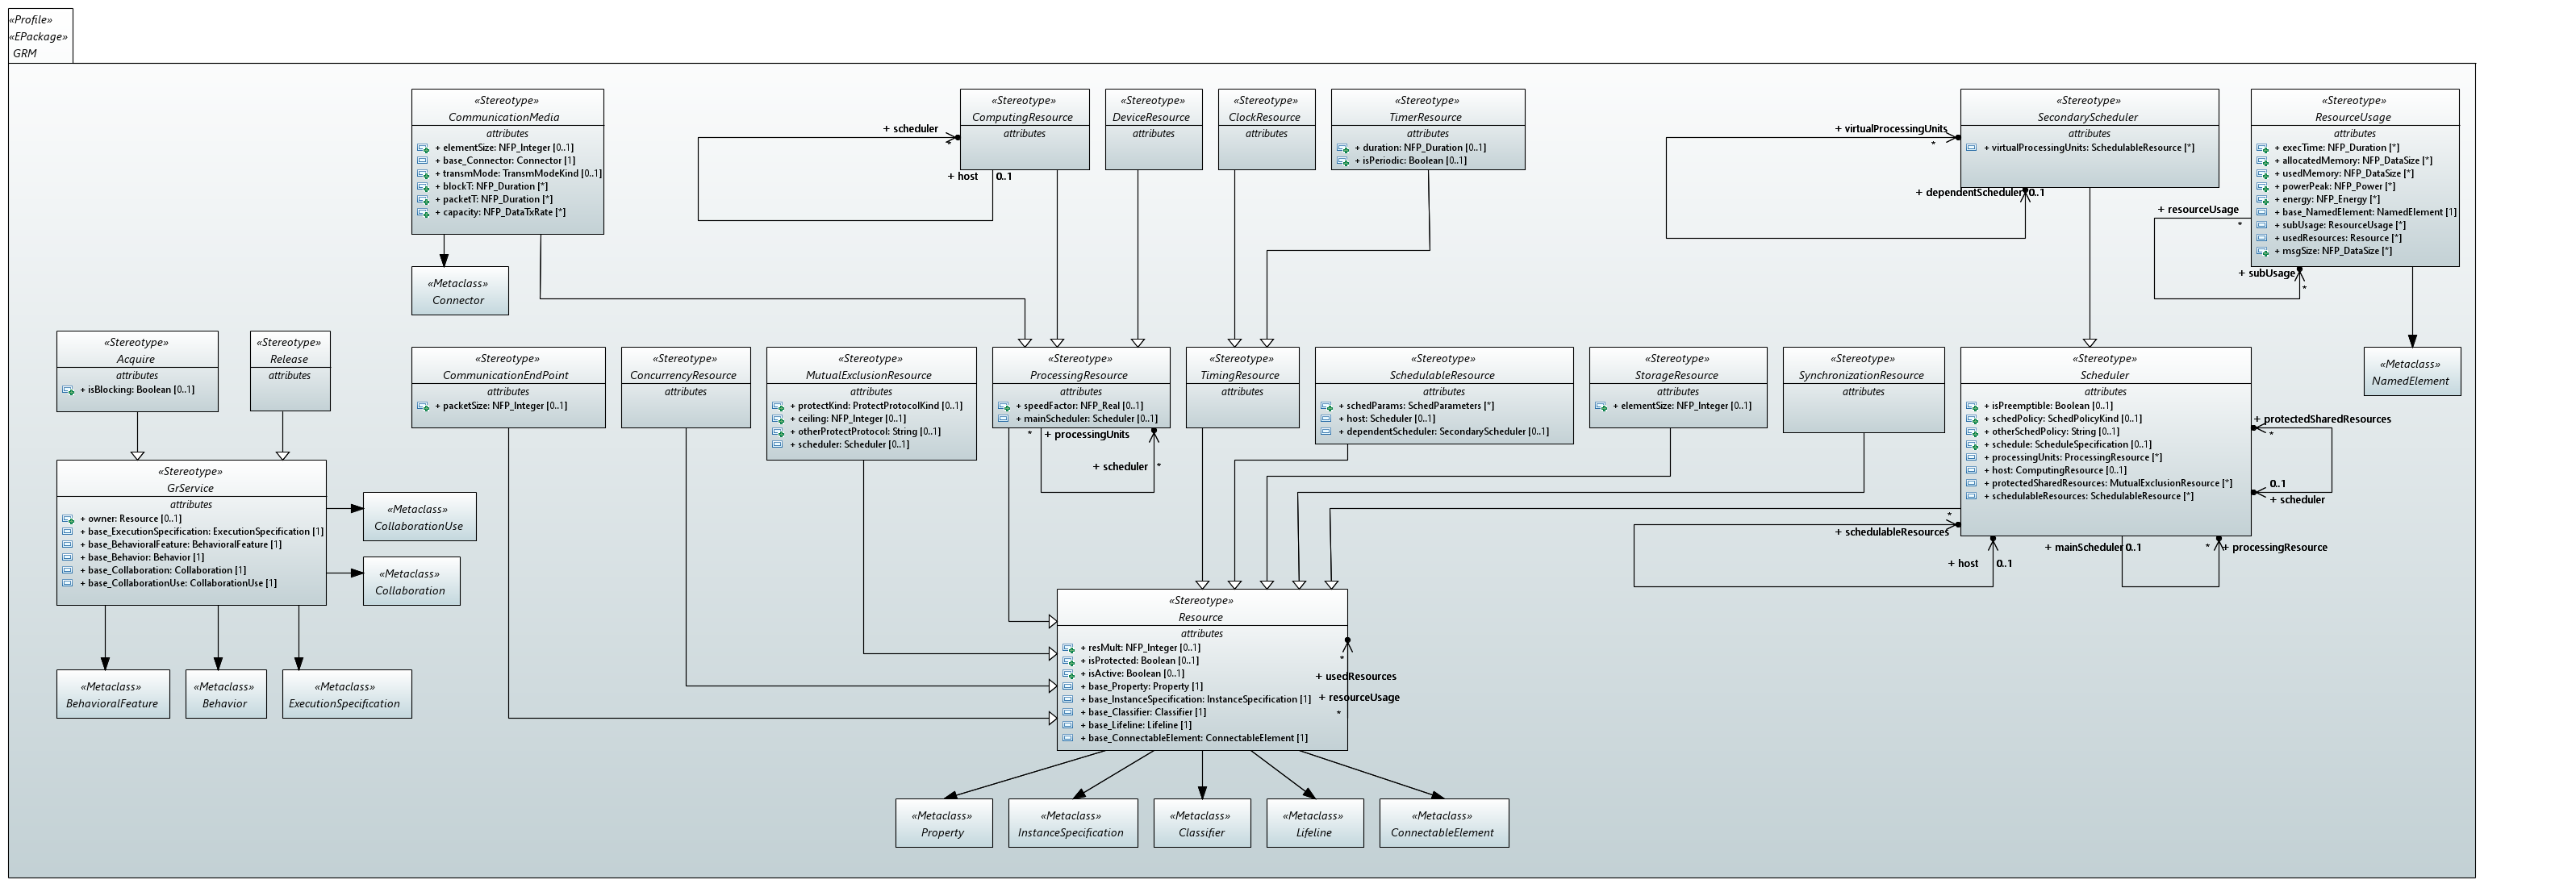 «Profile»
«EPackage»
GRM
«Stereotype»
CommunicationMedia
attributes
+ elementSize: NFP_Integer [0..1]
+ base_Connector: Connector [1]
+ transmMode: TransmModeKind [0..1]
+ blockT: NFP_Duration [*]
+ packetT: NFP_Duration [*]
+ capacity: NFP_DataTxRate [*]
«Metaclass»
Connector
+ scheduler
*
+ host 0..1
«Stereotype»
ComputingResource
attributes
«Stereotype»
DeviceResource
attributes
«Stereotype»
ClockResource
attributes
«Stereotype»
TimerResource
attributes
+ duration: NFP_Duration [0..1]
+ isPeriodic: Boolean [0..1]
+ virtualProcessingUnits
*
+ dependentScheduler 0..1
«Stereotype»
SecondaryScheduler
attributes
+ virtualProcessingUnits: SchedulableResource [*]
«Stereotype»
ResourceUsage
attributes
+ execTime: NFP_Duration [*]
+ allocatedMemory: NFP_DataSize [*]
+ usedMemory: NFP_DataSize [*]
+ powerPeak: NFP_Power [*]
+ energy: NFP_Energy [*]
+ base_NamedElement: NamedElement [1]
+ subUsage: ResourceUsage [*]
+ usedResources: Resource [*]
+ msgSize: NFP_DataSize [*]
+ resourceUsage
*
+ subUsage
*
«Stereotype»
Acquire
attributes
+ isBlocking: Boolean [0..1]
«Stereotype»
Release
attributes
«Stereotype»
CommunicationEndPoint
attributes
+ packetSize: NFP_Integer [0..1]
«Stereotype»
ConcurrencyResource
attributes
«Stereotype»
MutualExclusionResource
attributes
+ protectKind: ProtectProtocolKind [0..1]
+ ceiling: NFP_Integer [0..1]
+ otherProtectProtocol: String [0..1]
+ scheduler: Scheduler [0..1]
«Stereotype»
ProcessingResource
attributes
+ speedFactor: NFP_Real [0..1]
+ mainScheduler: Scheduler [0..1]
* + processingUnits
+ scheduler *
«Stereotype»
TimingResource
attributes
«Stereotype»
SchedulableResource
attributes
+ schedParams: SchedParameters [*]
+ host: Scheduler [0..1]
+ dependentScheduler: SecondaryScheduler [0..1]
«Stereotype»
StorageResource
attributes
+ elementSize: NFP_Integer [0..1]
«Stereotype»
SynchronizationResource
attributes
«Stereotype»
Scheduler
attributes
+ isPreemptible: Boolean [0..1]
+ schedPolicy: SchedPolicyKind [0..1]
+ otherSchedPolicy: String [0..1]
+ schedule: ScheduleSpecification [0..1]
+ processingUnits: ProcessingResource [*]
+ host: ComputingResource [0..1]
+ protectedSharedResources: MutualExclusionResource [*]
+ schedulableResources: SchedulableResource [*]
«Metaclass»
NamedElement
+ protectedSharedResources
*
0..1
+ scheduler
*
+ schedulableResources
+ host 0..1
+ mainScheduler 0..1
* + processingResource
«Stereotype»
GrService
attributes
+ owner: Resource [0..1]
+ base_ExecutionSpecification: ExecutionSpecification [1]
+ base_BehavioralFeature: BehavioralFeature [1]
+ base_Behavior: Behavior [1]
+ base_Collaboration: Collaboration [1]
+ base_CollaborationUse: CollaborationUse [1]
«Metaclass»
CollaborationUse
«Metaclass»
Collaboration
«Metaclass»
BehavioralFeature
«Metaclass»
Behavior
«Metaclass»
ExecutionSpecification
«Stereotype»
Resource
attributes
+ resMult: NFP_Integer [0..1]
+ isProtected: Boolean [0..1]
+ isActive: Boolean [0..1]
+ base_Property: Property [1]
+ base_InstanceSpecification: InstanceSpecification [1]
+ base_Classifier: Classifier [1]
+ base_Lifeline: Lifeline [1]
+ base_ConnectableElement: ConnectableElement [1]
*
+ usedResources
+ resourceUsage
*
«Metaclass»
Property
«Metaclass»
InstanceSpecification
«Metaclass»
Classifier
«Metaclass»
Lifeline
«Metaclass»
ConnectableElement